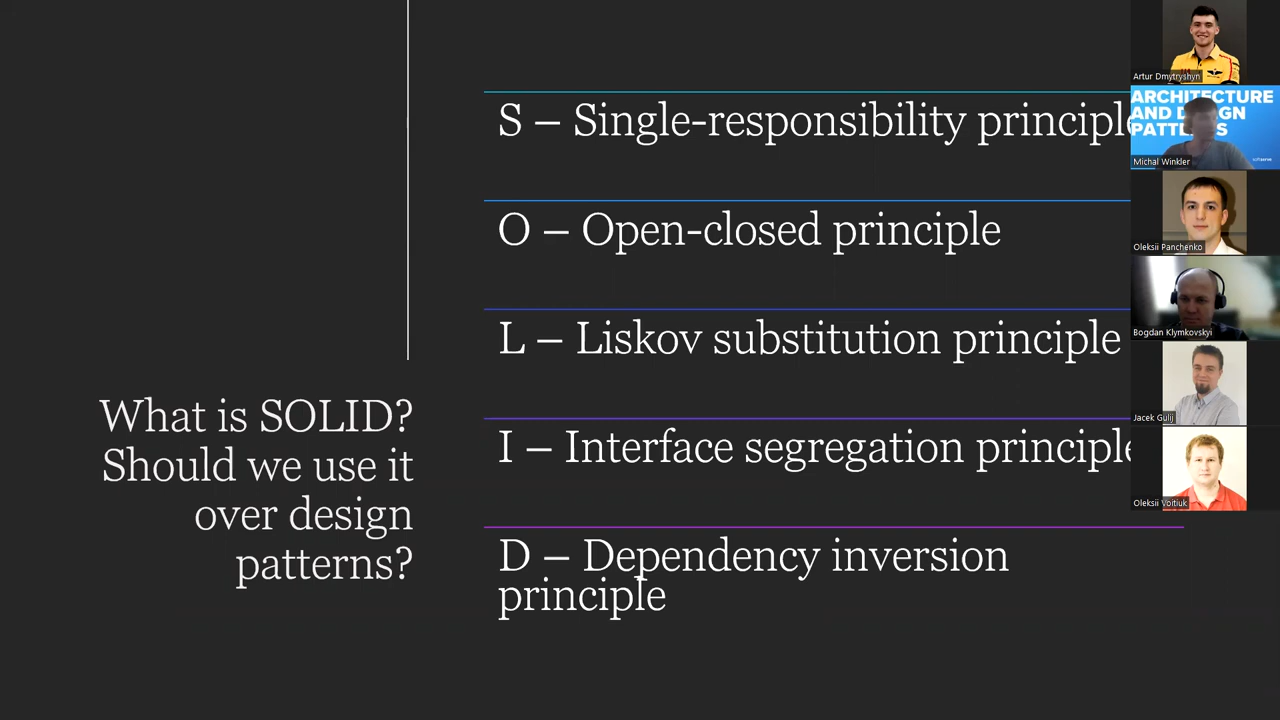 What is SOLID?
Should we use it
over design
patterns?
S – Single-responsibility principle
O – Open-closed principle
L – Liskov substitution principle
I – Interface segregation principle
D – Dependency inversion
principle
Artur Dmytryshyn
ARCHITECTURE
AND DESIGN
PATTERNS
softserve
Michal Winkler
Oleksii Panchenko
Bogdan Klymkovskyi
Jacek Gulij
Oleksii Voitiuk